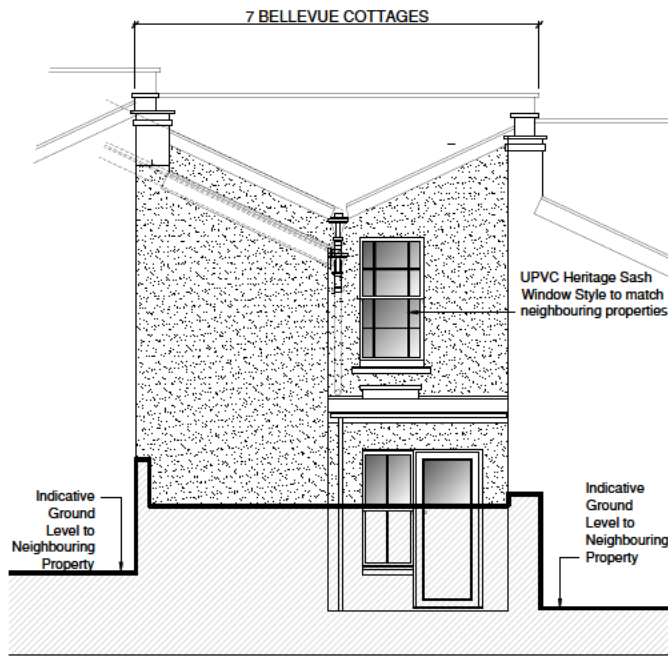 7 BELLEVUE COTTAGES
UPVC Heritage Sash
Window Style to match
neighbouring properties
Indicative
Ground
Level to
Neighbouring
Property
Indicative
Ground
Level to
Neighbouring
Property